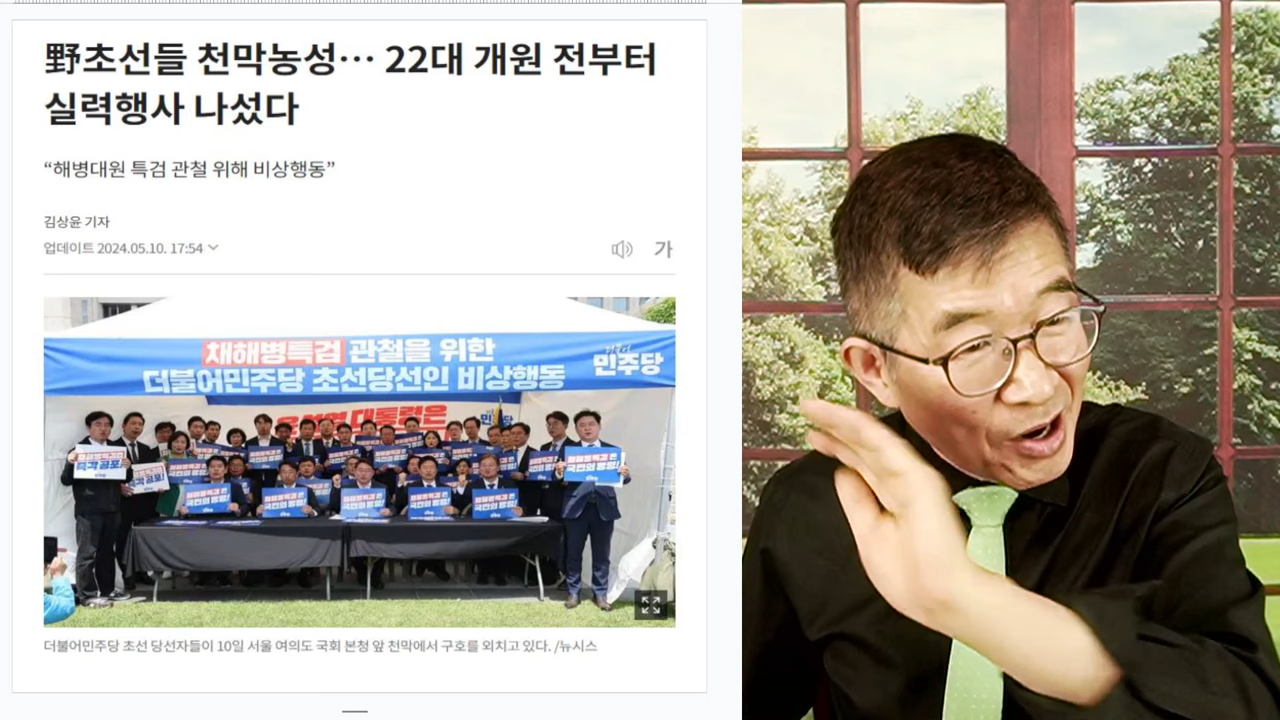 野초선들 천막농성… 22대 개원 전부터
실력행사 나섰다
“해병대원 특검 관철 위해 비상행동”
김상윤 기자
업데이트 2024.05.10. 17:54
가
채해병특검 관철을 위한
더불어민주당 초선당선인 비상행동
더불어
민주당
더불어민주당 초선 당선자들이 10일 서울 여의도 국회 본청 앞 천막에서 구호를 외치고 있다. /뉴시스